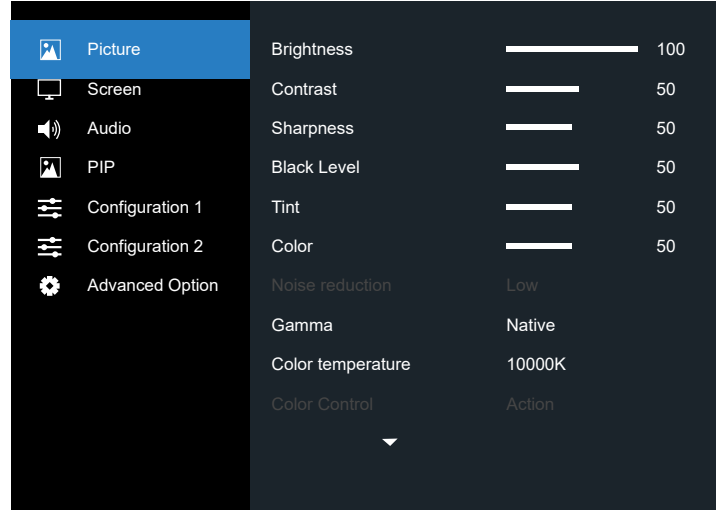 Picture
Screen
Audio
PIP
Configuration 1
Configuration 2
Advanced Option
Brightness 100
Contrast 50
Sharpness 50
Black Level 50
Tint 50
Color 50
Noise reduction Low
Gamma Native
Color temperature 10000K
Color Control Action